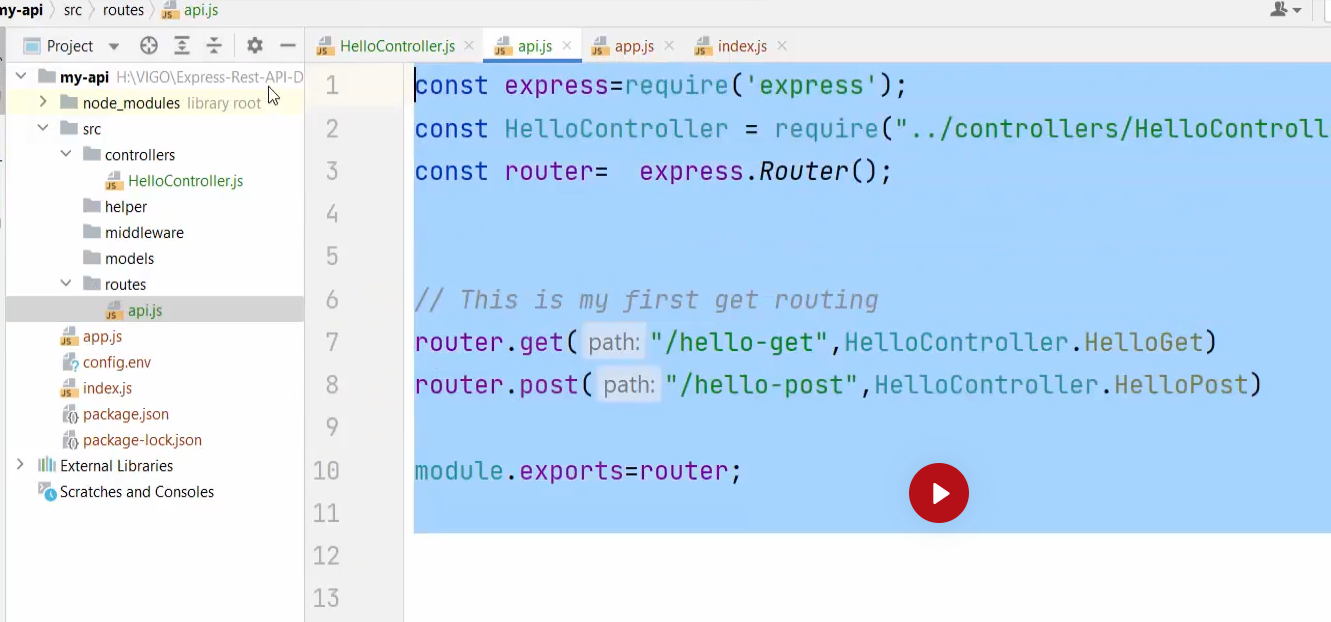 my-api src routes api.js
Project
HelloController.js api.js app.js index.js
my-api H:\VIGO\Express-Rest-API-D
node_modules library root
src
controllers
HelloController.js
helper
middleware
models
routes
api.js
app.js
config.env
index.js
package.json
package-lock.json
External Libraries
Scratches and Consoles
1 const express=require('express');
2 const HelloController = require("../controllers/HelloControll
3 const router= express.Router();
4
5
6 // This is my first get routing
7 router.get( path: "/hello-get",HelloController.HelloGet)
8 router.post( path: "/hello-post",HelloController.HelloPost)
9
10 module.exports=router;
11
12
13